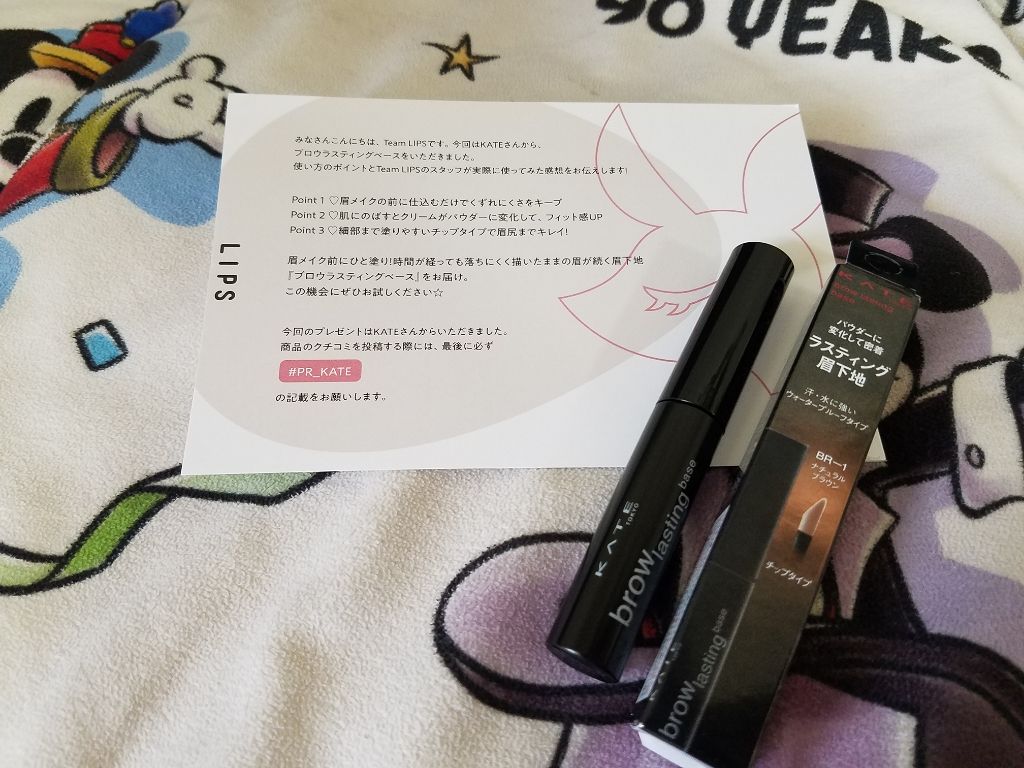 90 YEARS
みなさんこんにちは、Team LIPSです。今回はKATEさんから、
ブロウラスティングベースをいただきました。
使い方のポイントとTeam LIPSのスタッフが実際に使ってみた感想をお伝えします!
Point 1 ♡眉メイクの前に仕込むだけでくずれにくさをキープ
Point 2 ♡肌にのばすとクリームがパウダーに変化して、フィット感UP
Point 3 ♡細部まで塗りやすいチップタイプで眉尻までキレイ!
眉メイク前にひと塗り!時間が経っても落ちにくく描いたままの眉が続く眉下地
『ブロウラスティングベース』をお届け。
この機会にぜひお試しください☆
今回のプレゼントはKATEさんからいただきました。
商品のクチコミを投稿する際には、最後に必ず
#PR_KATE
の記載をお願いします。
LIPS
KATE
TOKYO
brow lasting base
KATE
brow lasting
base
パウダーに
変化して密着
ラスティング
眉下地
汗・水に強い
ウォータープルーフタイプ
BR-1
ナチュラル
ブラウン
チップタイプ
KATE
brow lasting base